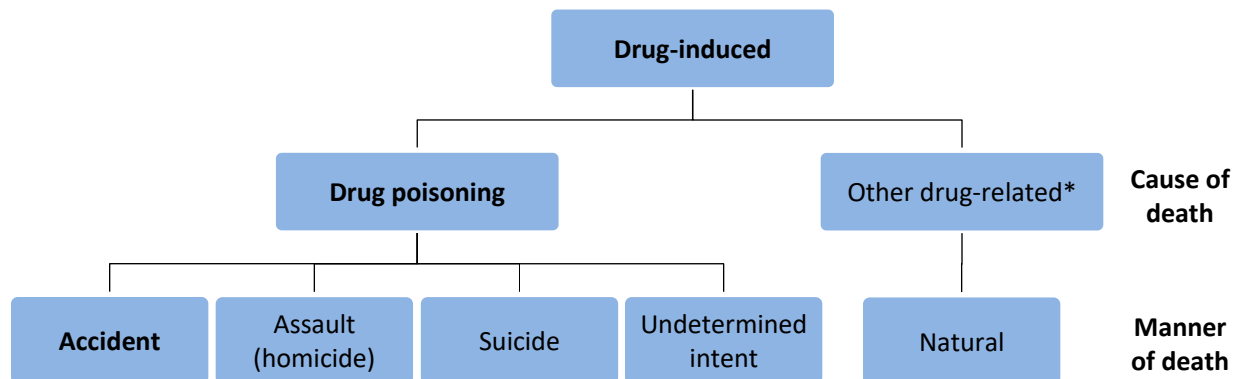 Drug-induced
Drug poisoning
Other drug-related*
Cause of
death
Accident
Assault
(homicide)
Suicide
Undetermined
intent
Natural
Manner
of death